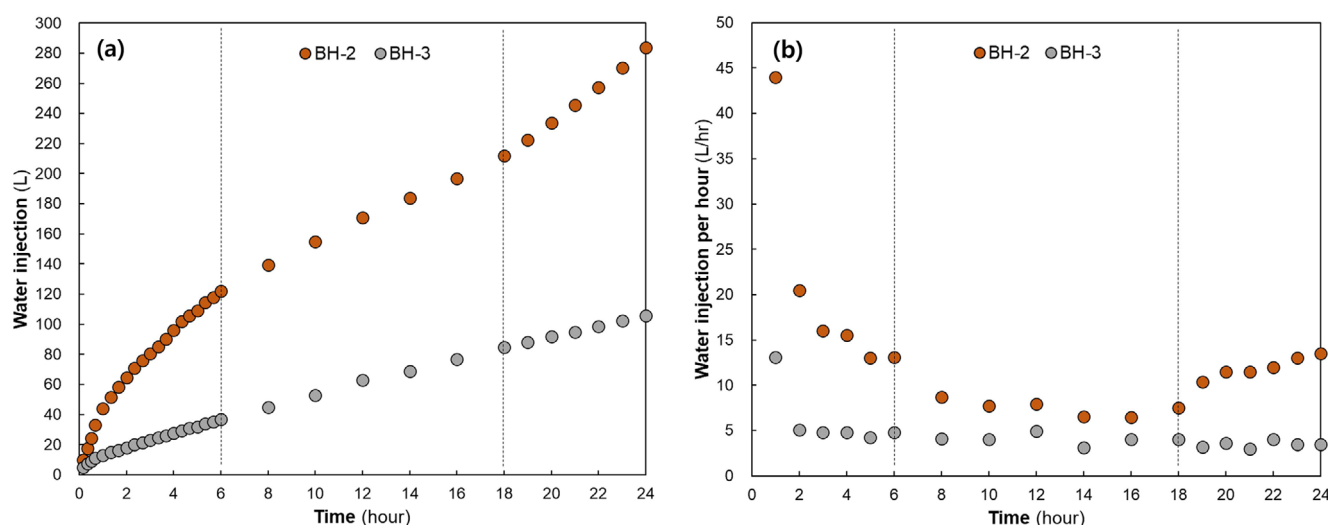 (a)
BH-2 BH-3
300
280
260
240
220
200
180
160
140
120
100
80
60
40
20
0
Water injection (L)
0 2 4 6 8 10 12 14 16 18 20 22 24
Time (hour)
(b)
BH-2 BH-3
50
45
40
35
30
25
20
15
10
5
0
Water injection per hour (L/hr)
0 2 4 6 8 10 12 14 16 18 20 22 24
Time (hour)